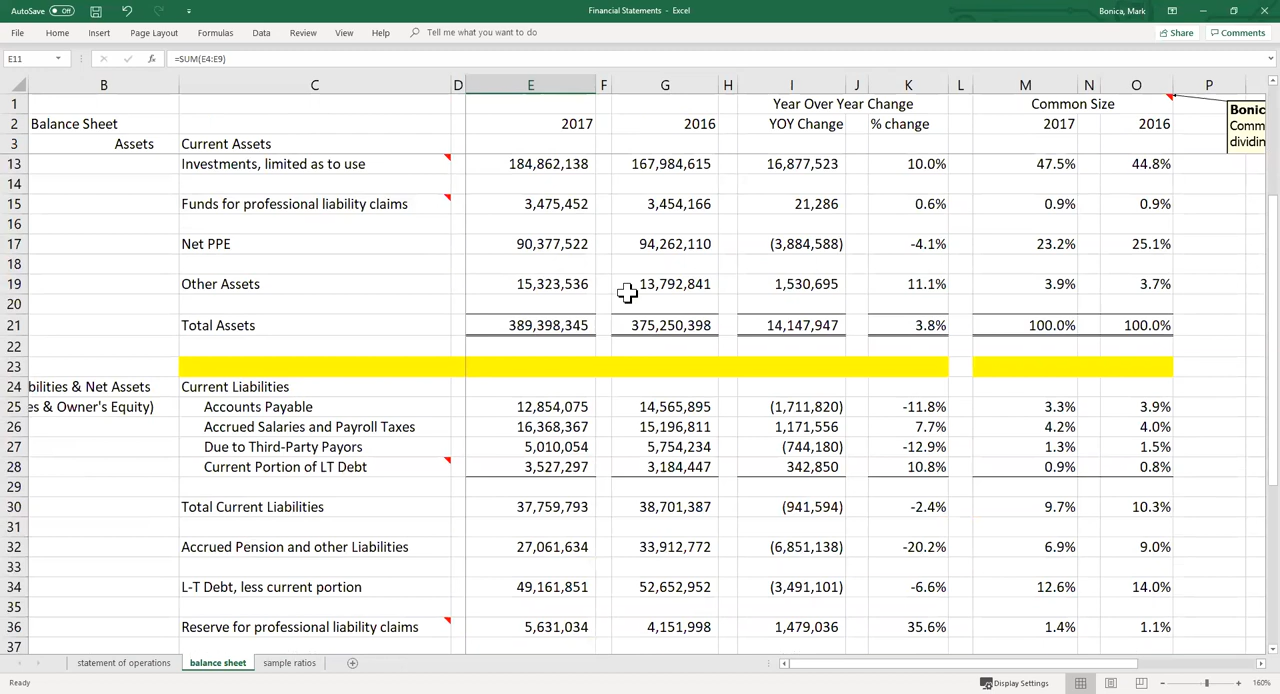 AutoSave Off Financial Statements - Excel Bonica, Mark
File Home Insert Page Layout Formulas Data Review View Help Tell me what you want to do Share Comments
E11 fx =SUM(E4:E9)
B C D E F G H I J K L M N O P
1 Year Over Year Change Common Size
2 Balance Sheet 2017 2016 YOY Change % change 2017 2016
3 Assets Current Assets
Bonic
Comm
dividin
13 Investments, limited as to use 184,862,138 167,984,615 16,877,523 10.0% 47.5% 44.8%
14
15 Funds for professional liability claims 3,475,452 3,454,166 21,286 0.6% 0.9% 0.9%
16
17 Net PPE 90,377,522 94,262,110 (3,884,588) -4.1% 23.2% 25.1%
18
19 Other Assets 15,323,536 13,792,841 1,530,695 11.1% 3.9% 3.7%
20
21 Total Assets 389,398,345 375,250,398 14,147,947 3.8% 100.0% 100.0%
22
23
24 bilities & Net Assets Current Liabilities
25 es & Owner's Equity) Accounts Payable 12,854,075 14,565,895 (1,711,820) -11.8% 3.3% 3.9%
26 Accrued Salaries and Payroll Taxes 16,368,367 15,196,811 1,171,556 7.7% 4.2% 4.0%
27 Due to Third-Party Payors 5,010,054 5,754,234 (744,180) -12.9% 1.3% 1.5%
28 Current Portion of LT Debt 3,527,297 3,184,447 342,850 10.8% 0.9% 0.8%
29
30 Total Current Liabilities 37,759,793 38,701,387 (941,594) -2.4% 9.7% 10.3%
31
32 Accrued Pension and other Liabilities 27,061,634 33,912,772 (6,851,138) -20.2% 6.9% 9.0%
33
34 L-T Debt, less current portion 49,161,851 52,652,952 (3,491,101) -6.6% 12.6% 14.0%
35
36 Reserve for professional liability claims 5,631,034 4,151,998 1,479,036 35.6% 1.4% 1.1%
37
statement of operations balance sheet sample ratios
Ready Display Settings 160%